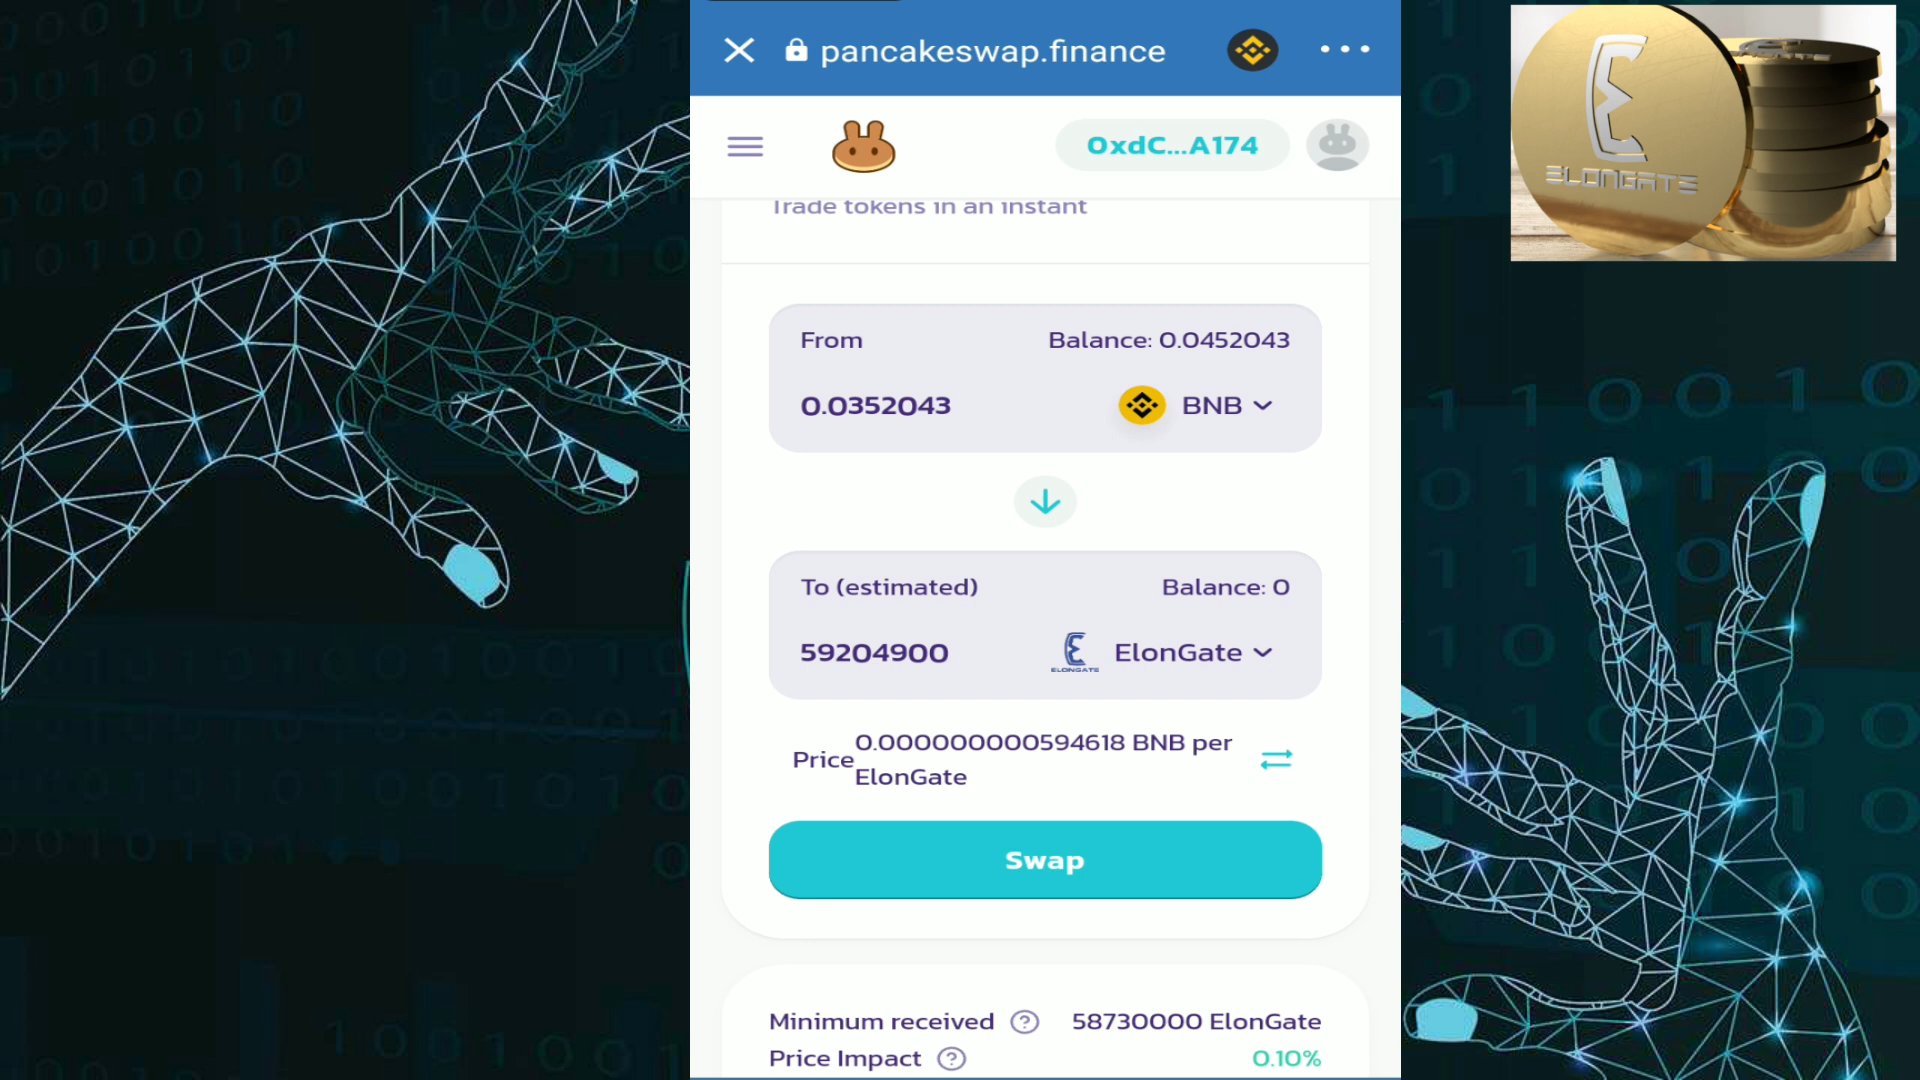 pancakeswap.finance
0xdC...A174
Trade tokens in an instant
From
Balance: 0.0452043
0.0352043
BNB
To (estimated)
Balance: 0
59204900
ELONGATE
ElonGate
Price
0.000000000594618 BNB per
ElonGate
Swap
Minimum received
58730000 ElonGate
Price Impact
0.10%
ELONGATE